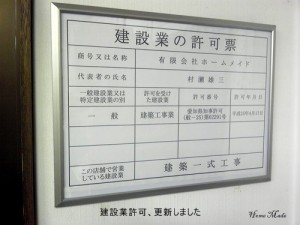 建設業の許可票
商号又は名称 有限会社ホームメイド
代表者の氏名 村瀬雄三
一般建設業又は特定建設業の別 許可を受けた建設業 許可番号 許可年月日
一般 建築工事業 愛知県知事許可
この店舗で営業している建設業 建築一式工事
建設業許可、更新しました
Home Made